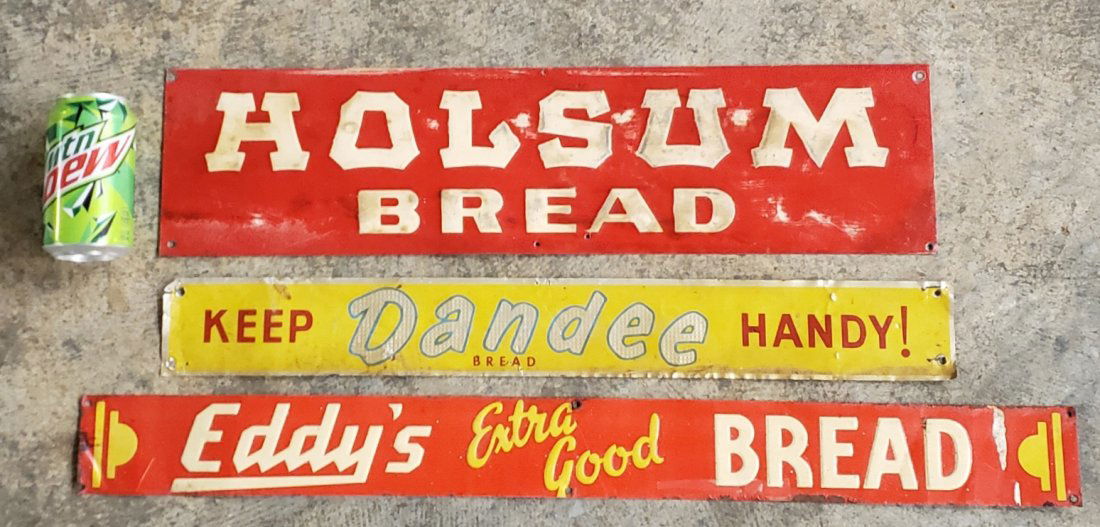 mtn
Dew
HOLSUM
BREAD
KEEP Dandee HANDY!
BREAD
Eddy's Extra Good BREAD